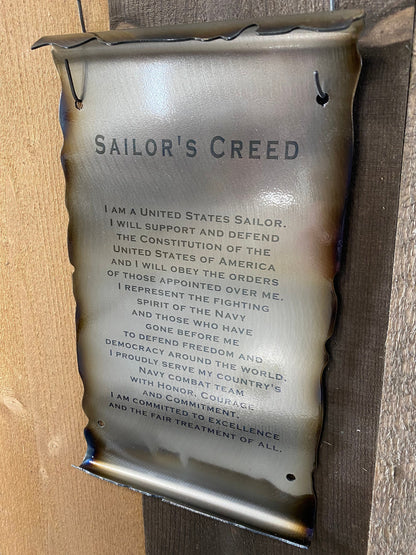 SAILOR'S CREED
I AM A UNITED STATES SAILOR.
I WILL SUPPORT AND DEFEND
THE CONSTITUTION OF THE
UNITED STATES OF AMERICA
AND I WILL OBEY THE ORDERS
OF THOSE APPOINTED OVER ME.
I REPRESENT THE FIGHTING
SPIRIT OF THE NAVY
AND THOSE WHO HAVE
GONE BEFORE ME
TO DEFEND FREEDOM AND
DEMOCRACY AROUND THE WORLD.
I PROUDLY SERVE MY COUNTRY'S
NAVY COMBAT TEAM
WITH HONOR, COURAGE
AND COMMITMENT.
I AM COMMITTED TO EXCELLENCE
AND THE FAIR TREATMENT OF ALL.